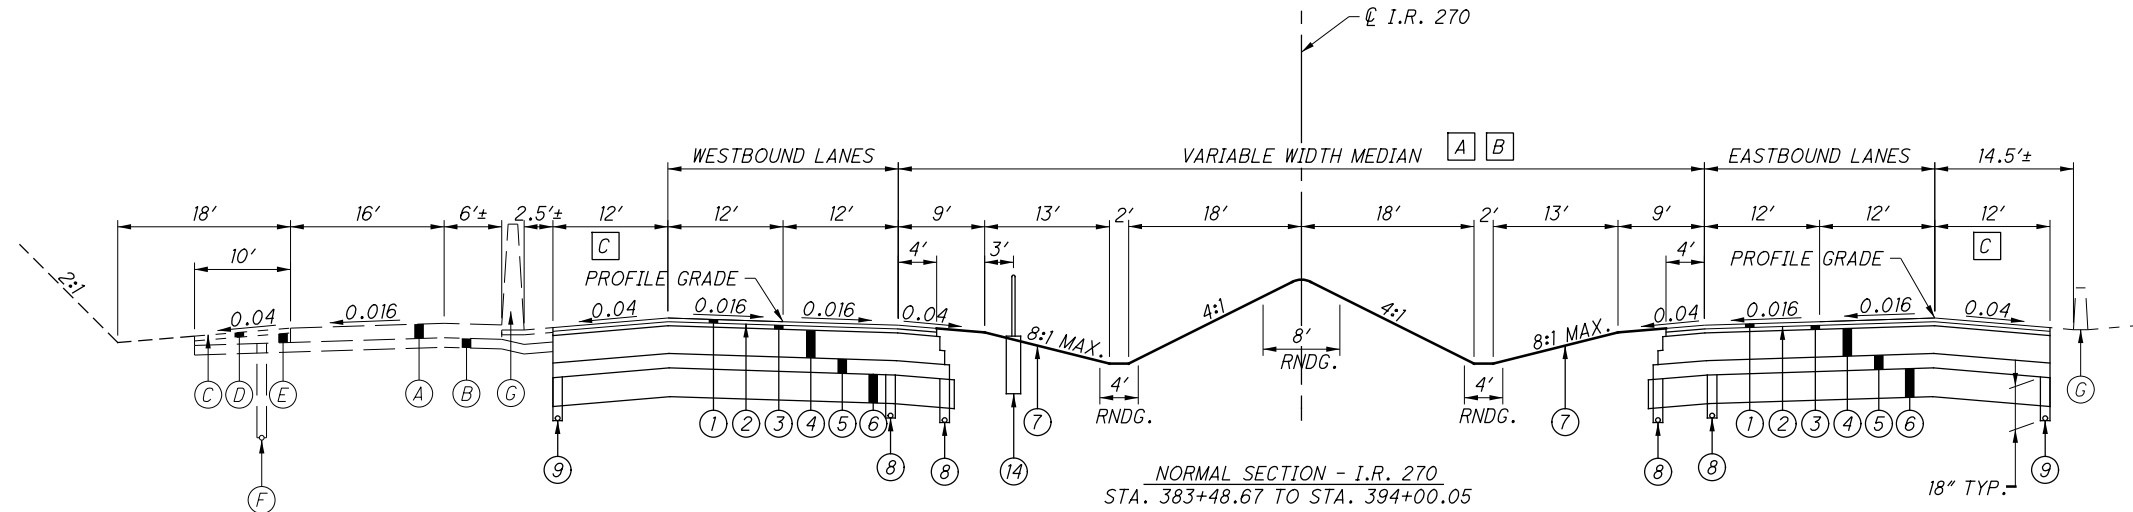 ℄ I.R. 270
WESTBOUND LANES
VARIABLE WIDTH MEDIAN
A B
EASTBOUND LANES
14.5'±
18' 16' 6'± 2.5'± 12' 12' 12' 9' 13' 2' 18' 18' 2' 13' 9' 12' 12' 12'
C
C
10'
4' 3'
4'
2:1
PROFILE GRADE
PROFILE GRADE
0.04 0.016 0.04 0.016 0.016 0.04
8:1 MAX.
4:1
4:1
8:1 MAX.
0.04 0.016 0.016 0.04
8'
RNDG.
4'
RNDG.
4'
RNDG.
C D E A B G
1 2 3 4 5 6
7
7
1 2 3 4 5 6
G
F
9
8
8
14
8
8
9
18" TYP.
NORMAL SECTION - I.R. 270
STA. 383+48.67 TO STA. 394+00.05